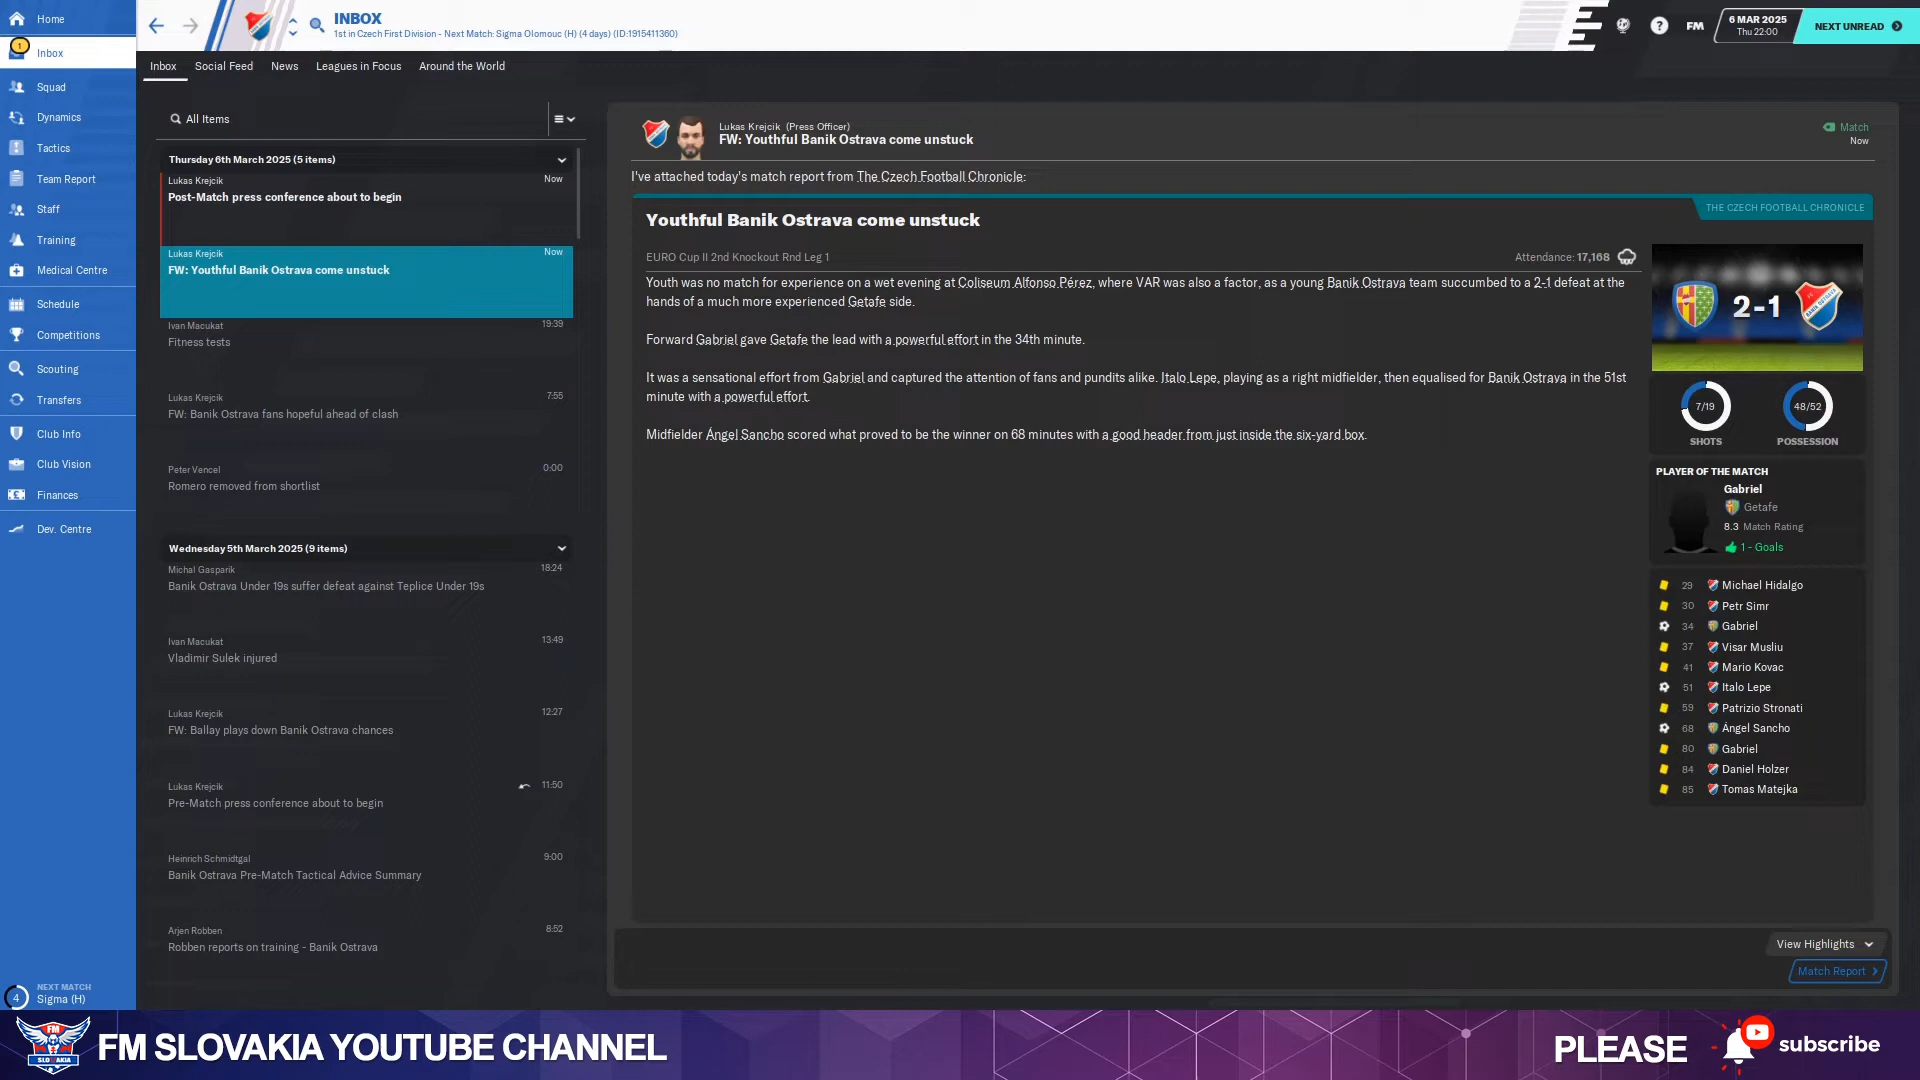 Home
1
Inbox
Squad
Dynamics
Tactics
Team Report
Staff
Training
Medical Centre
Schedule
Competitions
Scouting
Transfers
Club Info
Club Vision
Finances
Dev. Centre
4
NEXT MATCH
Sigma (H)
INBOX
1st in Czech First Division - Next Match: Sigma Olomouc (H) (4 days) (ID:1915411360)
?
FM
6 MAR 2025
Thu 22:00
NEXT UNREAD
Inbox
Social Feed
News
Leagues in Focus
Around the World
All Items
Thursday 6th March 2025 (5 items)
Lukas Krejcik
Now
Post-Match press conference about to begin
Lukas Krejcik
Now
FW: Youthful Banik Ostrava come unstuck
Ivan Macukat
19:39
Fitness tests
Lukas Krejcik
7:55
FW: Banik Ostrava fans hopeful ahead of clash
Peter Vencel
0:00
Romero removed from shortlist
Wednesday 5th March 2025 (9 items)
Michal Gasparik
18:24
Banik Ostrava Under 19s suffer defeat against Teplice Under 19s
Ivan Macukat
13:49
Vladimir Sulek injured
Lukas Krejcik
12:27
FW: Ballay plays down Banik Ostrava chances
Lukas Krejcik
11:50
Pre-Match press conference about to begin
Heinrich Schmidtgal
9:00
Banik Ostrava Pre-Match Tactical Advice Summary
Arjen Robben
8:52
Robben reports on training - Banik Ostrava
Lukas Krejcik (Press Officer)
FW: Youthful Banik Ostrava come unstuck
Match
Now
I've attached today's match report from The Czech Football Chronicle:
THE CZECH FOOTBALL CHRONICLE
Youthful Banik Ostrava come unstuck
EURO Cup II 2nd Knockout Rnd Leg 1
Attendance: 17,168
Youth was no match for experience on a wet evening at Coliseum Alfonso Pérez, where VAR was also a factor, as a young Banik Ostrava team succumbed to a 2-1 defeat at the
hands of a much more experienced Getafe side.
Forward Gabriel gave Getafe the lead with a powerful effort in the 34th minute.
It was a sensational effort from Gabriel and captured the attention of fans and pundits alike. Italo Lepe, playing as a right midfielder, then equalised for Banik Ostrava in the 51st
minute with a powerful effort.
Midfielder Ángel Sancho scored what proved to be the winner on 68 minutes with a good header from just inside the six-yard box.
2-1
BANIK OSTRAVA
7/19
SHOTS
48/52
POSSESSION
PLAYER OF THE MATCH
Gabriel
Getafe
8.3 Match Rating
1 - Goals
29 Michael Hidalgo
30 Petr Simr
34 Gabriel
37 Visar Musliu
41 Mario Kovac
51 Italo Lepe
59 Patrizio Stronati
68 Ángel Sancho
80 Gabriel
84 Daniel Holzer
85 Tomas Matejka
View Highlights
Match Report
FM
SLOVAKIA
FM SLOVAKIA YOUTUBE CHANNEL
PLEASE
subscribe